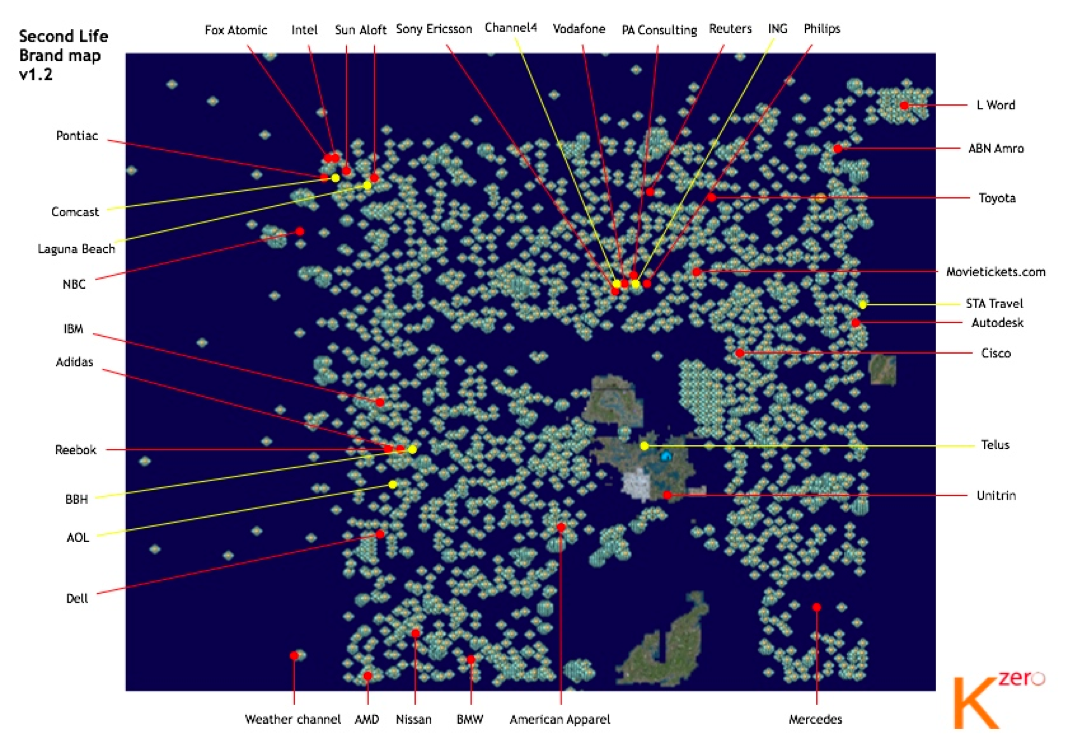 Second Life
Brand map
v1.2
Fox Atomic
Intel
Sun Aloft
Sony Ericsson
Channel4
Vodafone
PA Consulting
Reuters
ING
Philips
L Word
Pontiac
ABN Amro
Toyota
Comcast
Laguna Beach
NBC
Movietickets.com
STA Travel
IBM
Autodesk
Cisco
Adidas
Reebok
Telus
BBH
Unitrin
AOL
Dell
Weather channel
AMD
Nissan
BMW
American Apparel
Mercedes
K zero